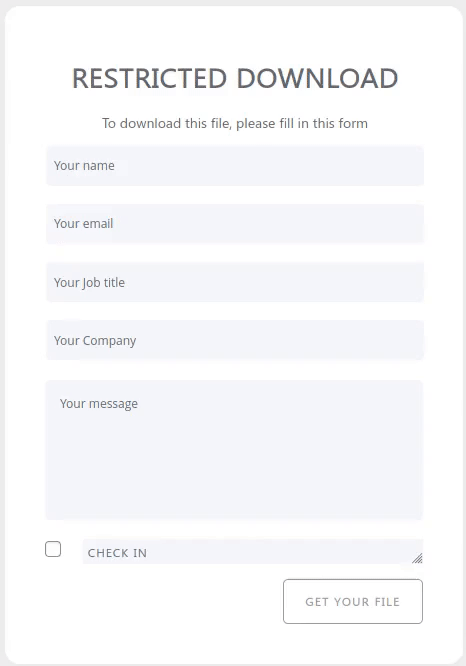 RESTRICTED DOWNLOAD
To download this file, please fill in this form
Your name
Your email
Your Job title
Your Company
Your message
CHECK IN
GET YOUR FILE